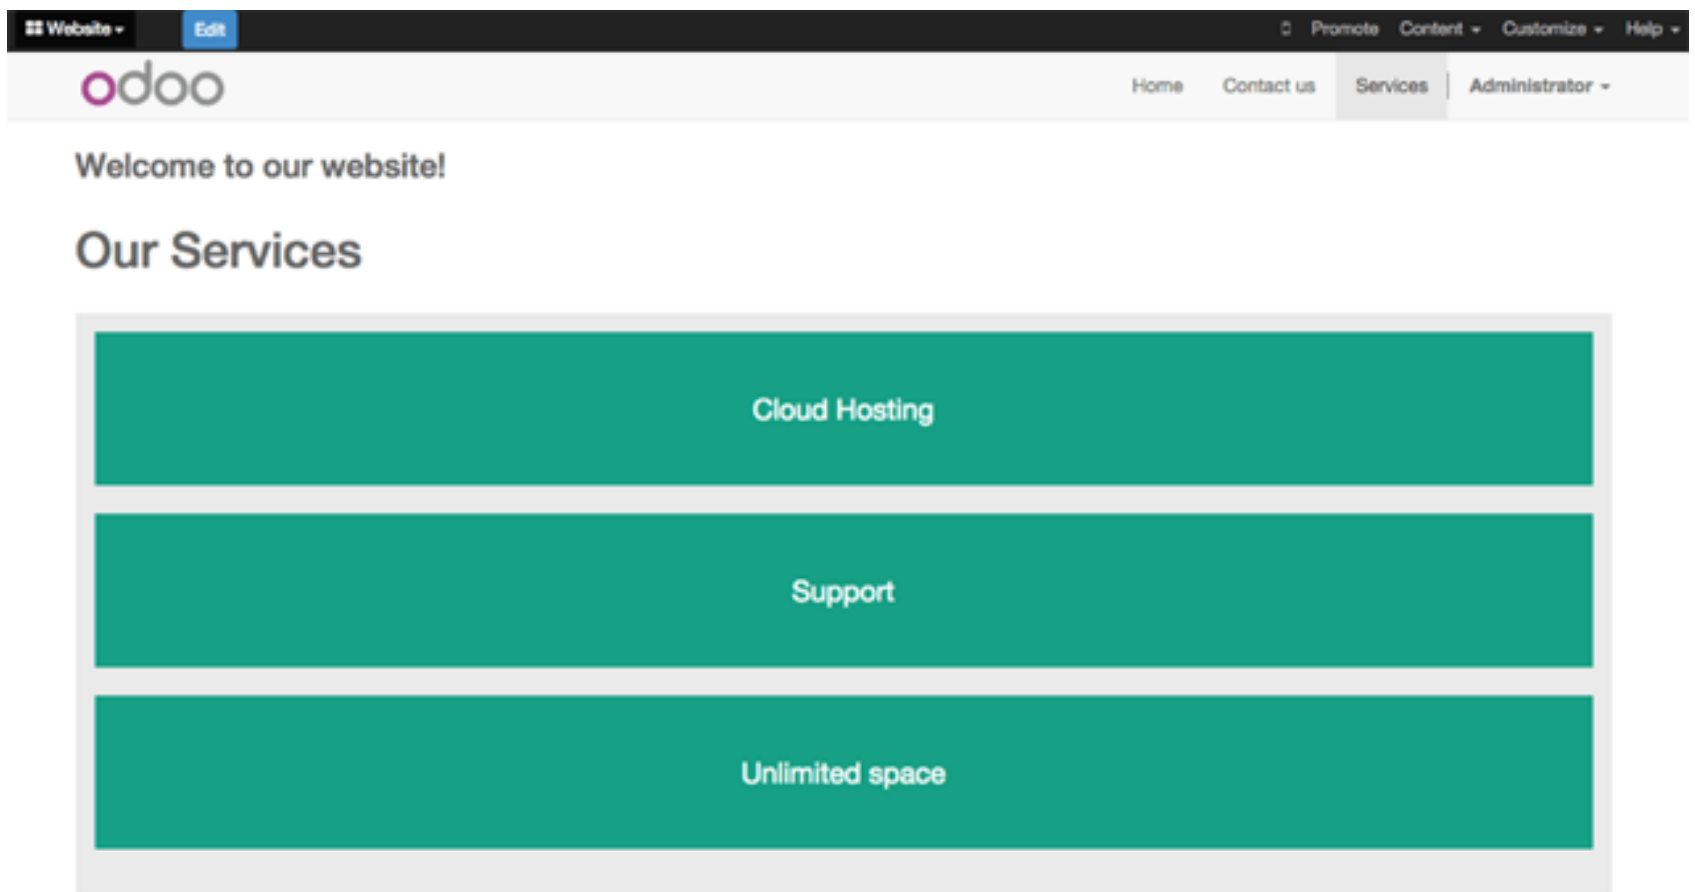 Website Edit Promote Content Customize Help
odoo Home Contact us Services Administrator
Welcome to our website!
Our Services
Cloud Hosting
Support
Unlimited space